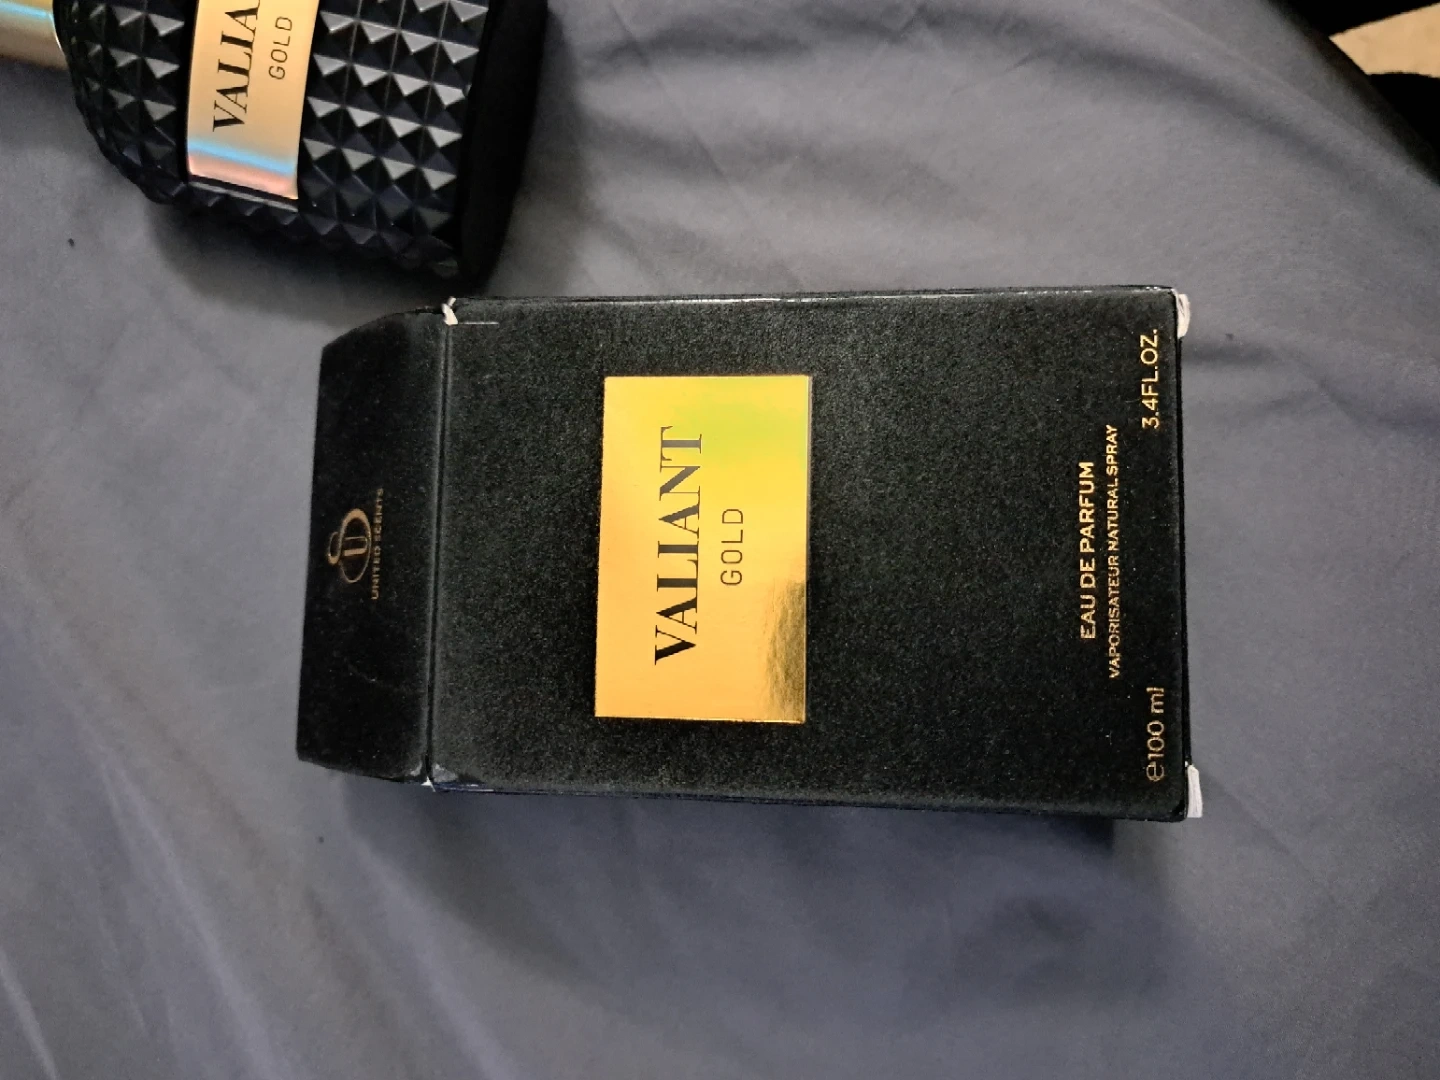 VALIA
GOLD
UNITED SCENTS
VALIANT
GOLD
EAU DE PARFUM
VAPORISATEUR NATURAL SPRAY
℮100 ml 3.4FL.OZ.